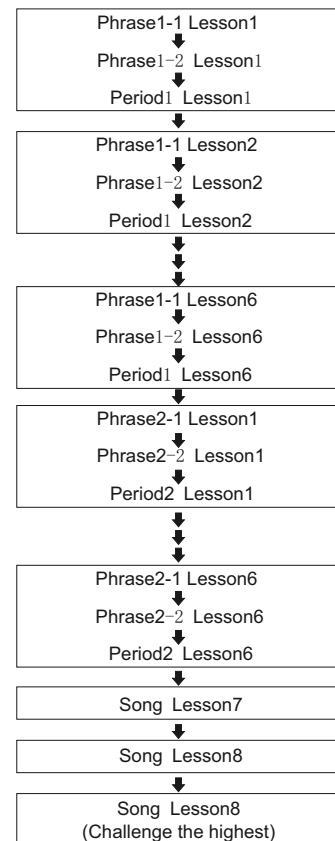 Phrase1-1 Lesson1
Phrase1-2 Lesson1
Period1 Lesson1
Phrase1-1 Lesson2
Phrase1-2 Lesson2
Period1 Lesson2
Phrase1-1 Lesson6
Phrase1-2 Lesson6
Period1 Lesson6
Phrase2-1 Lesson1
Phrase2-2 Lesson1
Period2 Lesson1
Phrase2-1 Lesson6
Phrase2-2 Lesson6
Period2 Lesson6
Song Lesson7
Song Lesson8
Song Lesson8
(Challenge the highest)